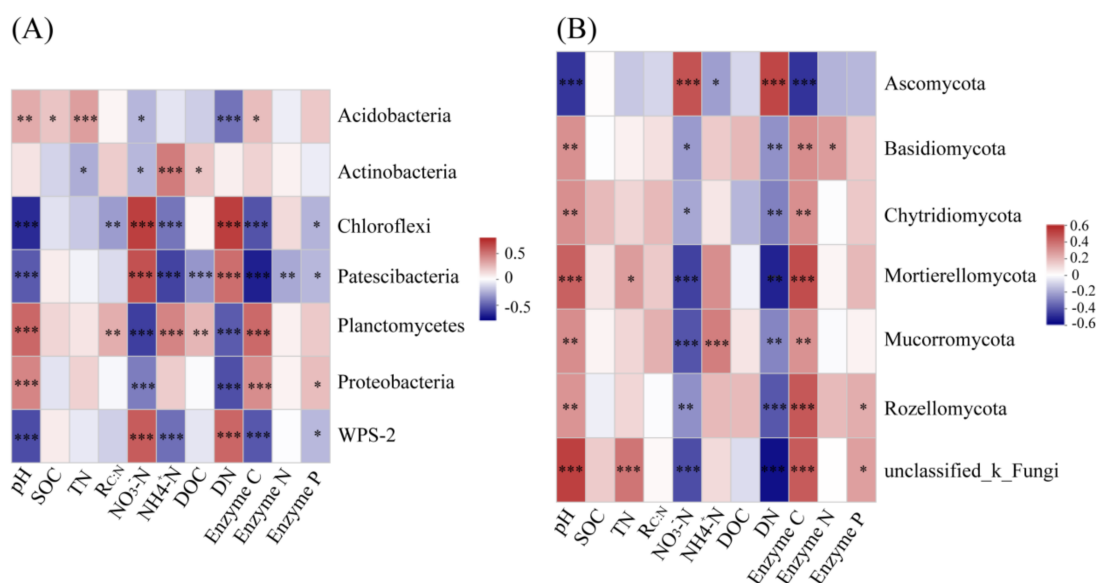 (A)
** * *** * *** * Acidobacteria
* * *** * Actinobacteria
*** ** *** *** *** *** * Chloroflexi
*** *** *** *** *** *** ** * Patescibacteria
*** ** *** *** ** *** *** Planctomycetes
*** *** *** *** * Proteobacteria
*** *** *** *** *** * WPS-2
pH SOC TN RC:N NO3-N NH4+-N DOC DN Enzyme C Enzyme N Enzyme P
0.5
0
-0.5
(B)
*** *** * *** *** Ascomycota
** * ** ** * Basidiomycota
** * ** ** Chytridiomycota
*** * *** ** *** Mortierellomycota
** *** *** ** ** Mucorromycota
** ** *** *** * Rozellomycota
*** *** *** *** *** * unclassified_k_Fungi
pH SOC TN RC:N NO3-N NH4+-N DOC DN Enzyme C Enzyme N Enzyme P
0.6
0.4
0.2
0
-0.2
-0.4
-0.6